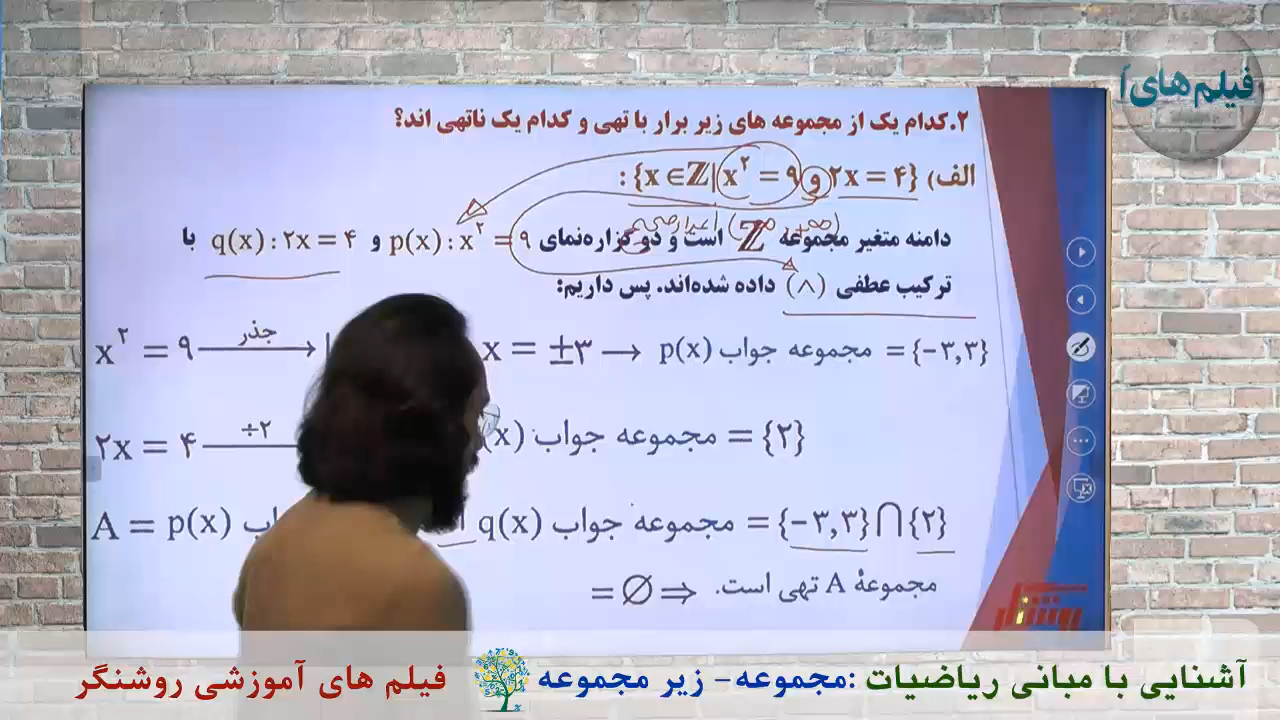 فیلم های آ
۲.کدام یک از مجموعه های زیر برار با تهی و کدام یک ناتهی اند؟
الف) {x ∈ℤ| x² = ۹ و ۲x = ۴} :
دامنه متغیر مجموعه ℤ است و دو گزاره‌نمای p(x) : x² = ۹ و q(x) : ۲x = ۴ با
ترکیب عطفی (∧) داده شده‌اند. پس داریم:
x² = ۹ جذر → x = ±۳ → p(x) مجموعه جواب = {-۳,۳}
۲x = ۴ ÷۲ (x) مجموعه جواب = {۲}
A = p(x) q(x) مجموعه جواب = {-۳,۳}⋂{۲}
= ∅ ⇒ مجموعهٔ A تهی است.
روشنگر
آشنایی با مبانی ریاضیات :مجموعه- زیر مجموعه فیلم های آموزشی روشنگر